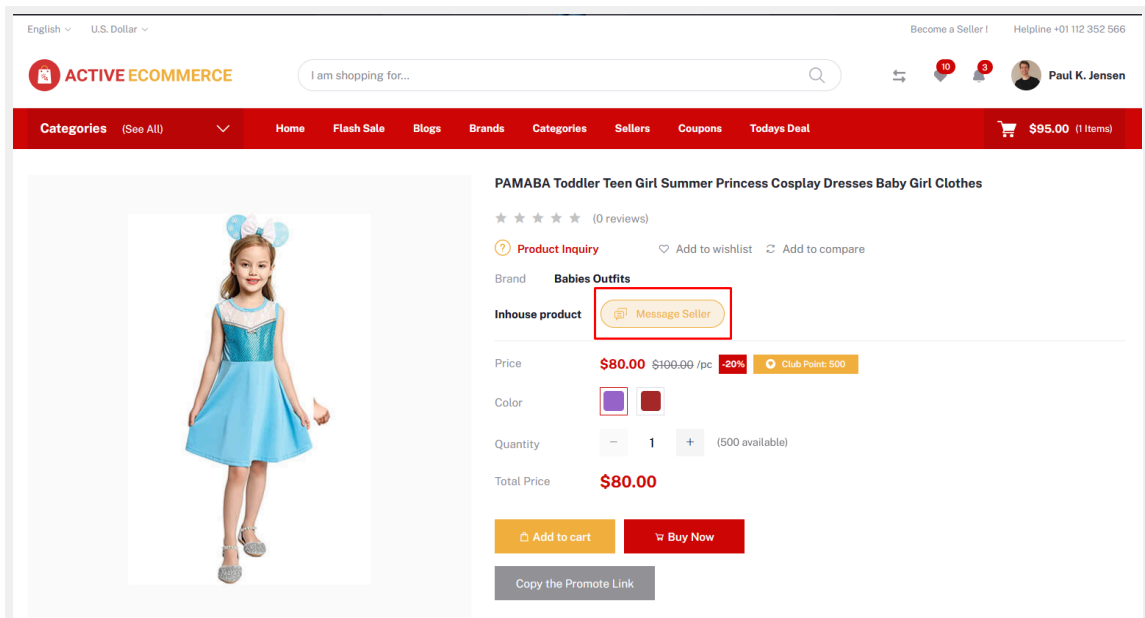 English
U.S. Dollar
Become a Seller !
Helpline +01 112 352 566
ACTIVE ECOMMERCE
I am shopping for...
10
3
Paul K. Jensen
Categories (See All)
Home
Flash Sale
Blogs
Brands
Categories
Sellers
Coupons
Todays Deal
$95.00 (1 Items)
PAMABA Toddler Teen Girl Summer Princess Cosplay Dresses Baby Girl Clothes
(0 reviews)
? Product Inquiry
Add to wishlist
Add to compare
Brand Babies Outfits
Inhouse product
Message Seller
Price $80.00 $100.00 /pc -20% Club Point: 500
Color
Quantity − 1 + (500 available)
Total Price $80.00
Add to cart
Buy Now
Copy the Promote Link